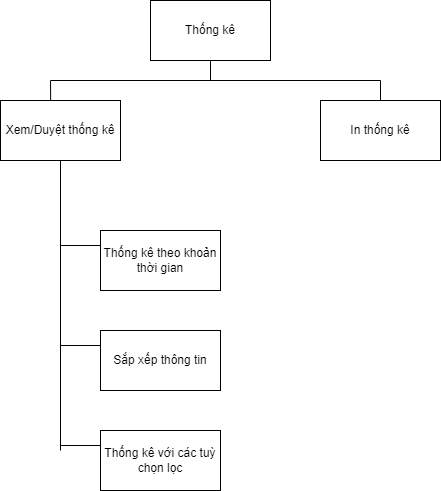 Thống kê
Xem/Duyệt thống kê
In thống kê
Thống kê theo khoản
thời gian
Sắp xếp thông tin
Thống kê với các tuỳ
chọn lọc